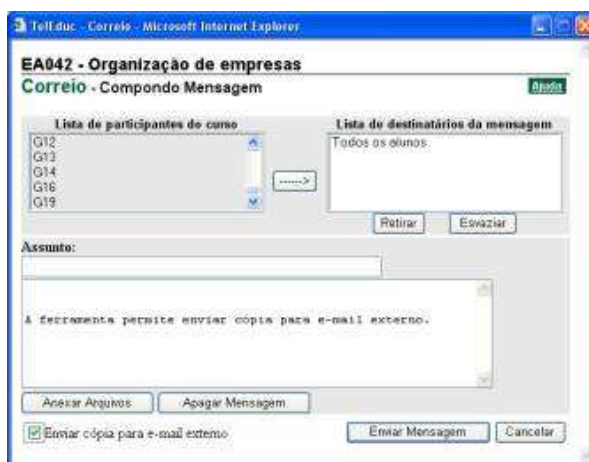 TelEduc - Correio - Microsoft Internet Explorer
EA042 - Organização de empresas
Correio - Compondo Mensagem
Ajuda
Lista de participantes do curso
Lista de destinatários da mensagem
G12
G13
G14
G16
G19
------>
Todos os alunos
Retirar
Esvaziar
Assunto:
A ferramenta permite enviar cópia para e-mail externo.
Anexar Arquivos
Apagar Mensagem
Enviar cópia para e-mail externo
Enviar Mensagem
Cancelar